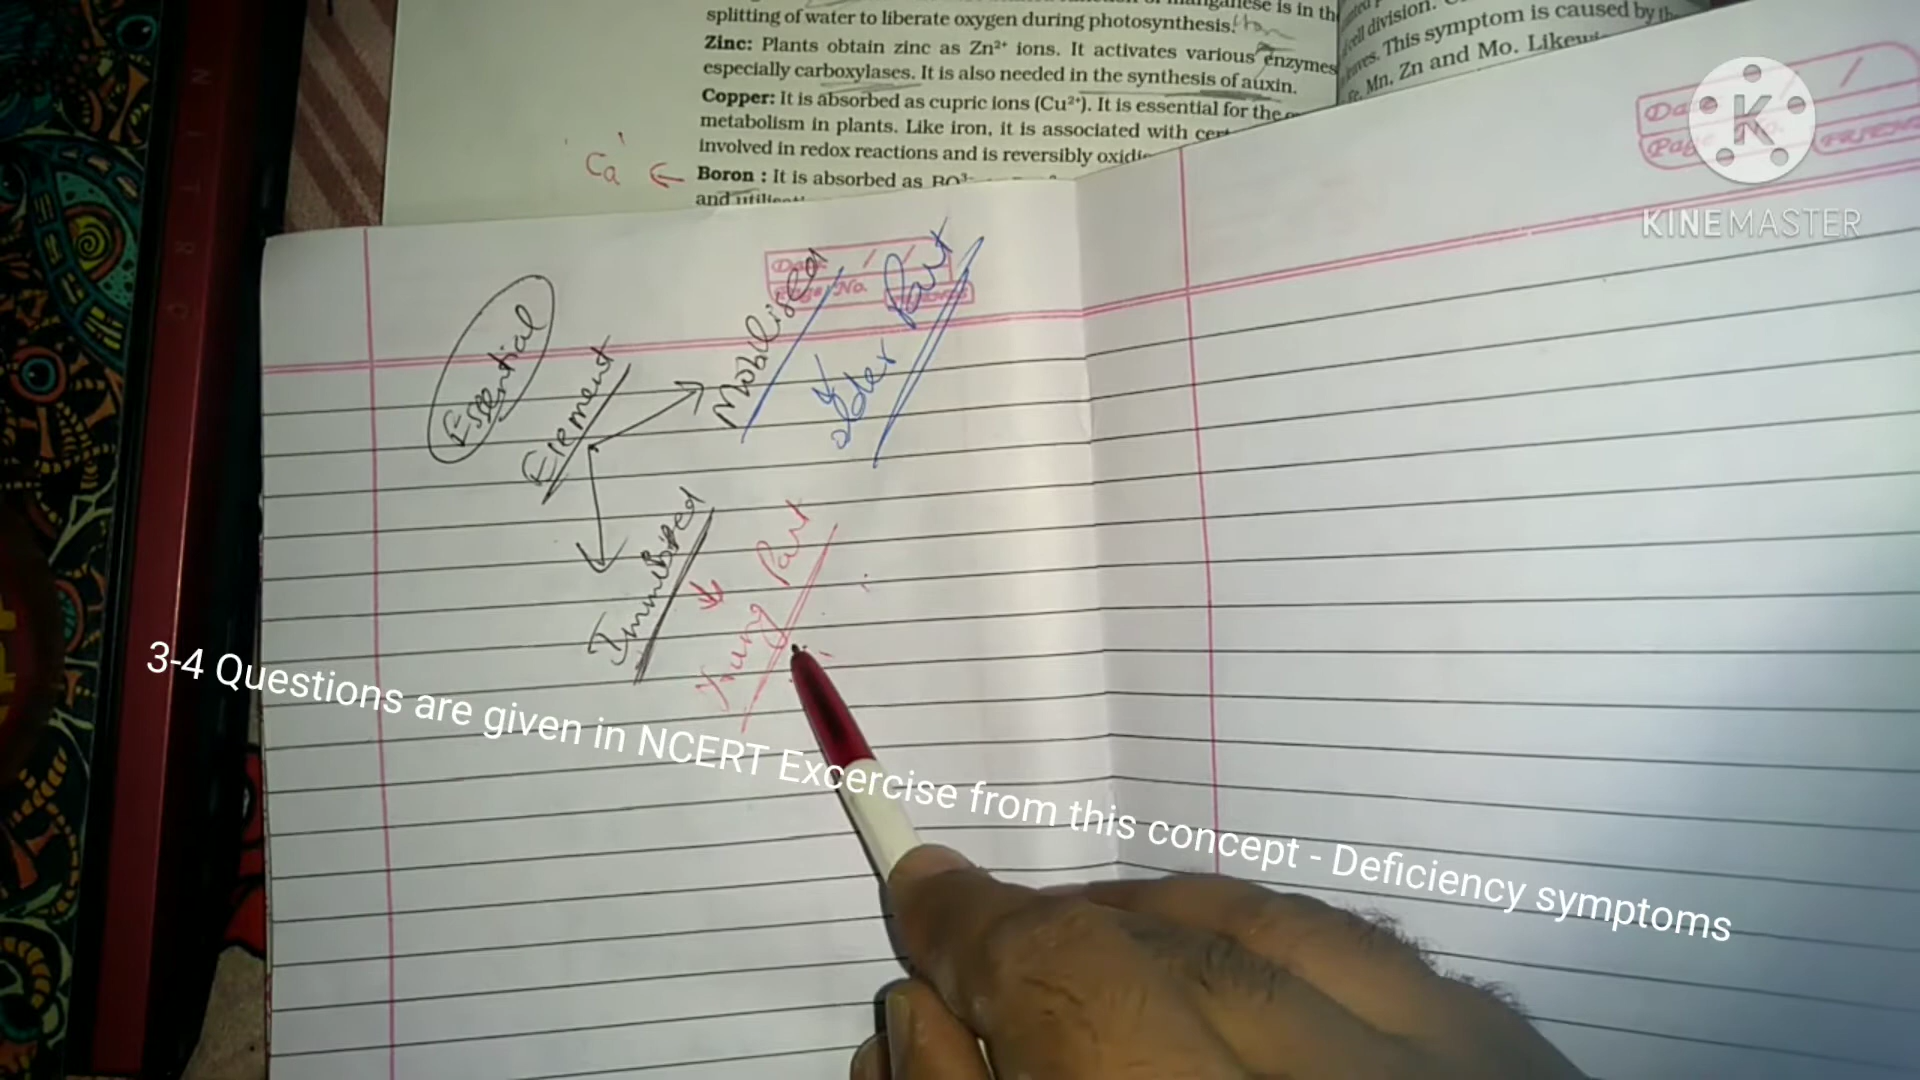 splitting of water to liberate oxygen during photosynthesis.
Zinc: Plants obtain zinc as Zn²⁺ ions. It activates various enzymes
especially carboxylases. It is also needed in the synthesis of auxin.
Copper: It is absorbed as cupric ions (Cu²⁺). It is essential for the
metabolism in plants. Like iron, it is associated with
involved in redox reactions and is reversibly
Boron : It is absorbed as BO³⁻
and
Ca
cell division.
This symptom is caused by
Mn, Zn and Mo.
KINEMASTER
Page No.
Essential
Element
Mobilised
older Part
Immobilised
Young Part
3-4 Questions are given in NCERT Excercise from this concept - Deficiency symptoms